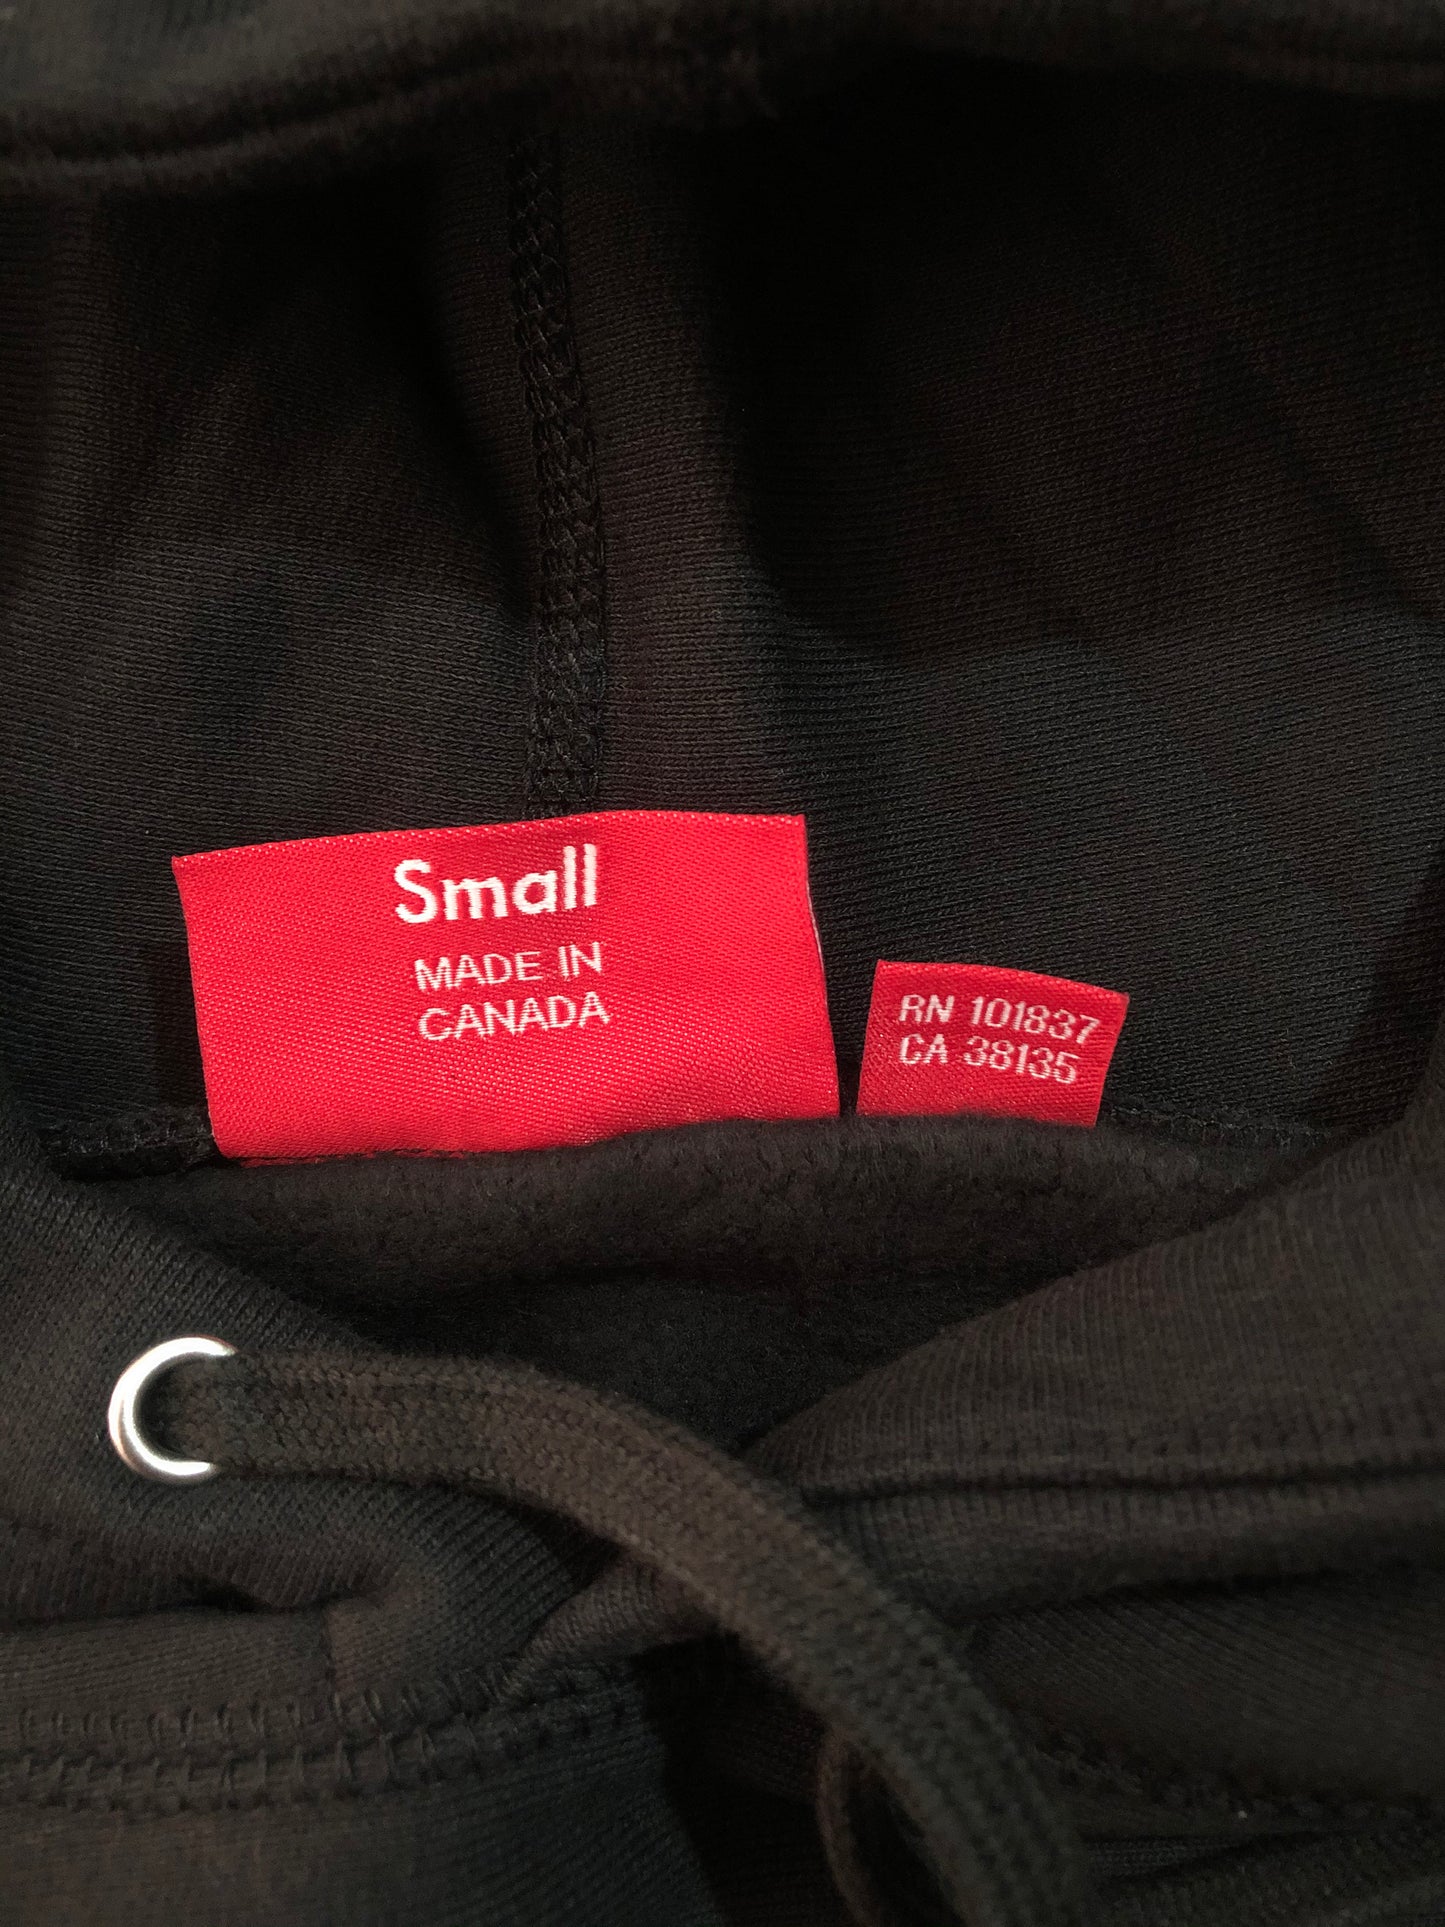 Small
MADE IN
CANADA
RN 101837
CA 38135